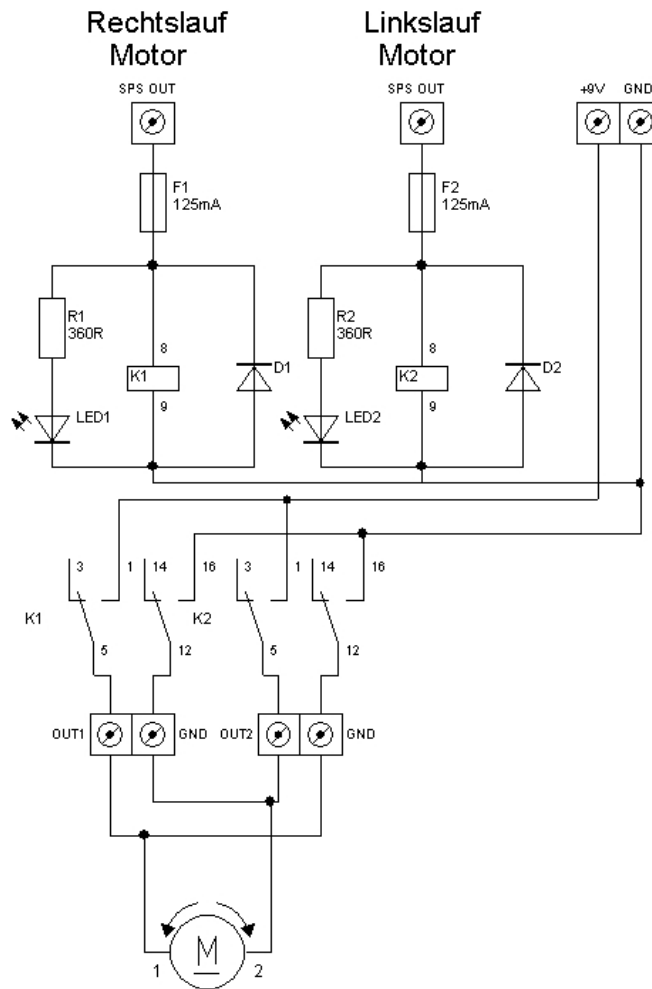 Rechtslauf
Motor
Linkslauf
Motor
SPS OUT
SPS OUT
+9V
GND
F1
125mA
F2
125mA
R1
360R
R2
360R
8
K1
9
D1
LED1
8
K2
9
D2
LED2
3
1
14
16
3
1
14
16
K1
K2
5
12
5
12
OUT1
GND
OUT2
GND
M
1
2